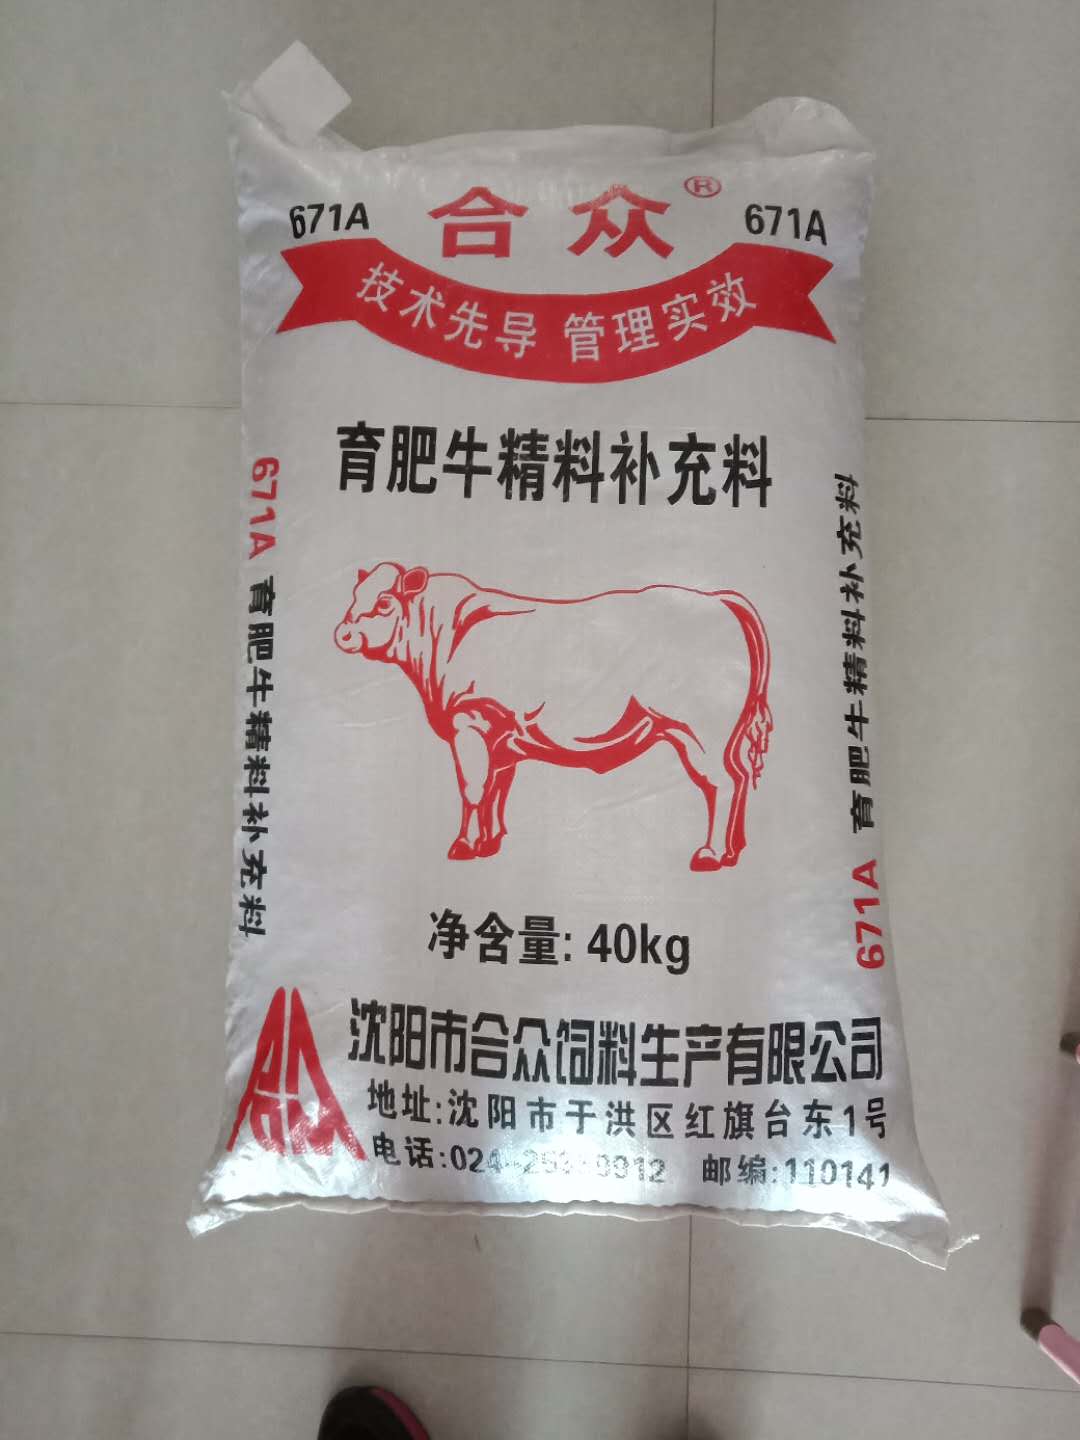 671A 合众® 671A
技术先导 管理实效
育肥牛精料补充料
671A 育肥牛精料补充料
671A 育肥牛精料补充料
净含量: 40kg
沈阳市合众饲料生产有限公司
地址:沈阳市于洪区红旗台东1号
电话: 邮编:110141